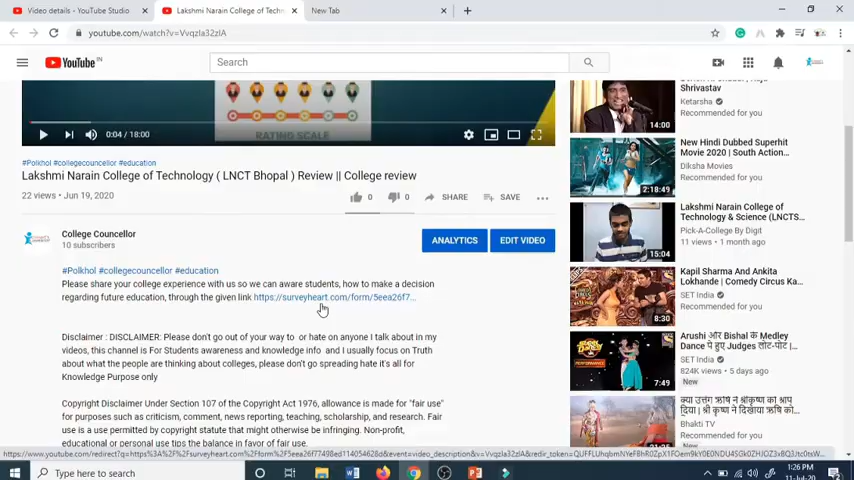 Video details - YouTube Studio
Lakshmi Narain College of Techn
New Tab
youtube.com/watch?v=Vvqzla32zlA
YouTube IN
Search
RATING SCALE
0:04 / 18:00
#Polkhol #collegecouncellor #education
Lakshmi Narain College of Technology ( LNCT Bhopal ) Review || College review
22 views • Jun 19, 2020
0
0
SHARE
SAVE
College Councellor
10 subscribers
ANALYTICS
EDIT VIDEO
#Polkhol #collegecouncellor #education
Please share your college experience with us so we can aware students, how to make a decision
regarding future education, through the given link https://surveyheart.com/form/5eea26f7...
Disclaimer : DISCLAIMER: Please don't go out of your way to or hate on anyone I talk about in my
videos, this channel is For Students awareness and knowledge info and I usually focus on Truth
about what the people are thinking about colleges, please don't go spreading hate it's all for
Knowledge Purpose only
Copyright Disclaimer Under Section 107 of the Copyright Act 1976, allowance is made for "fair use"
for purposes such as criticism, comment, news reporting, teaching, scholarship, and research. Fair
use is a use permitted by copyright statute that might otherwise be infringing. Non-profit,
educational or personal use tips the balance in favor of fair use.
Shrivastav
Ketarsha
Recommended for you
14:00
New Hindi Dubbed Superhit
Movie 2020 | South Action...
Diksha Movies
Recommended for you
2:18:49
Lakshmi Narain College of
Technology & Science (LNCTS...
Pick-A-College By Digit
11 views • 1 month ago
15:04
Kapil Sharma And Ankita
Lokhande | Comedy Circus Ka...
SET India
Recommended for you
8:30
Arushi और Bishal के Medley
Dance पे हुए Judges लोट-पोट |...
SET India
824K views • 5 days ago
New
7:49
Bhakti TV
Recommended for you
Type here to search
1:26 PM
11-Jul-20